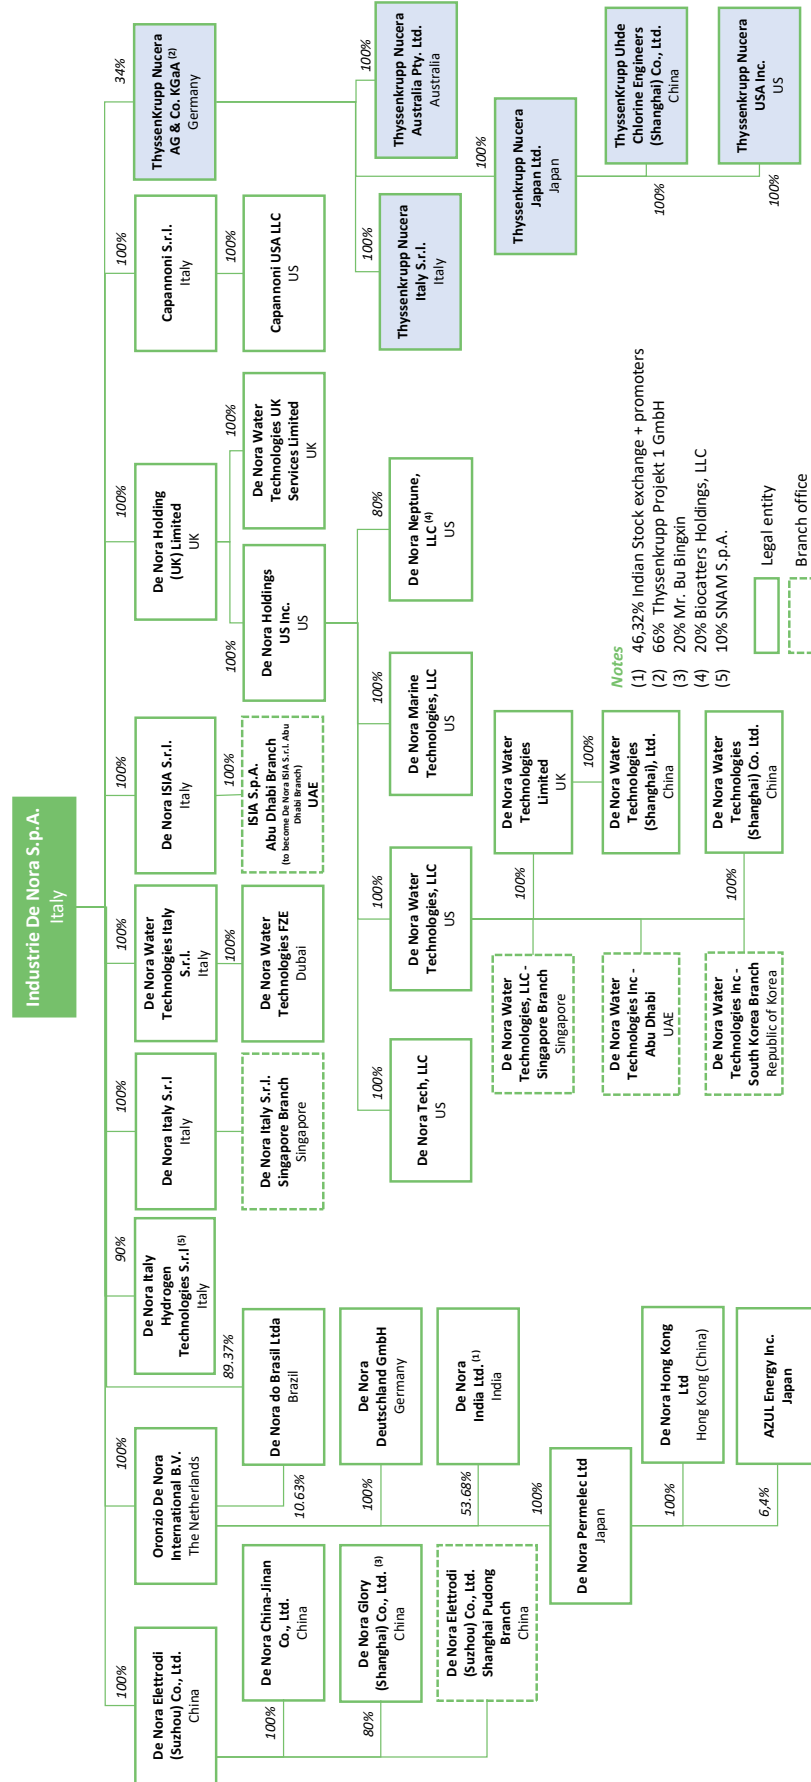 Industrie De Nora S.p.A.
Italy
100%
De Nora Elettrodi
(Suzhou) Co., Ltd.
China
100%
De Nora China-Jinan
Co., Ltd.
China
80%
De Nora Glory
(Shanghai) Co., Ltd. (3)
China
De Nora Elettrodi
(Suzhou) Co., Ltd.
Shanghai Pudong
Branch
China
100%
Oronzio De Nora
International B.V.
The Netherlands
89.37%
10.63%
De Nora do Brasil Ltda
Brazil
100%
De Nora
Deutschland GmbH
Germany
53.68%
De Nora
India Ltd. (1)
India
100%
De Nora Permelec Ltd
Japan
100%
De Nora Hong Kong
Ltd
Hong Kong (China)
6,4%
AZUL Energy Inc.
Japan
90%
De Nora Italy
Hydrogen
Technologies S.r.l (5)
Italy
100%
De Nora Italy S.r.l
Italy
De Nora Italy S.r.l.
Singapore Branch
Singapore
100%
De Nora Water
Technologies Italy
S.r.l.
Italy
100%
De Nora Water
Technologies FZE
Dubai
100%
De Nora ISIA S.r.l.
Italy
100%
ISIA S.p.A.
Abu Dhabi Branch
(to become De Nora ISIA S.r.l. Abu
Dhabi Branch)
UAE
100%
De Nora Holding
(UK) Limited
UK
100%
De Nora Holdings
US Inc.
US
100%
De Nora Water
Technologies UK
Services Limited
UK
100%
De Nora Tech, LLC
US
100%
De Nora Water
Technologies, LLC
US
100%
De Nora Marine
Technologies, LLC
US
80%
De Nora Neptune,
LLC (4)
US
De Nora Water
Technologies, LLC -
Singapore Branch
Singapore
De Nora Water
Technologies Inc -
Abu Dhabi
UAE
De Nora Water
Technologies Inc -
South Korea Branch
Republic of Korea
100%
De Nora Water
Technologies
Limited
UK
100%
De Nora Water
Technologies
(Shanghai), Ltd.
China
100%
De Nora Water
Technologies
(Shanghai) Co. Ltd.
China
100%
Capannoni S.r.l.
Italy
100%
Capannoni USA LLC
US
34%
ThyssenKrupp Nucera
AG & Co. KGaA (2)
Germany
100%
Thyssenkrupp Nucera
Italy S.r.l.
Italy
100%
Thyssenkrupp Nucera
Australia Pty. Ltd.
Australia
100%
Thyssenkrupp Nucera
Japan Ltd.
Japan
100%
ThyssenKrupp Uhde
Chlorine Engineers
(Shanghai) Co., Ltd.
China
100%
Thyssenkrupp Nucera
USA Inc.
US
Notes
(1) 46,32% Indian Stock exchange + promoters
(2) 66% Thyssenkrupp Projekt 1 GmbH
(3) 20% Mr. Bu Bingxin
(4) 20% Biocatters Holdings, LLC
(5) 10% SNAM S.p.A.
Legal entity
Branch office